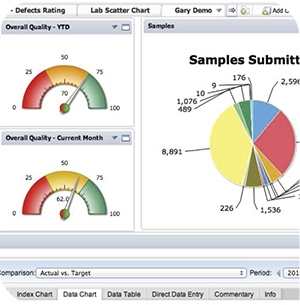 - Defects Rating
Lab Scatter Chart
Gary Demo
Add C
Overall Quality - YTD
50
25
75
0
100
70
Overall Quality - Current Month
50
25
75
62.0
0
100
Samples
Samples Submitt
176
9
10
1,076
489
2,596
8,891
226
1,536
Comparison: Actual vs. Target
Period: 201
Index Chart
Data Chart
Data Table
Direct Data Entry
Commentary
Info